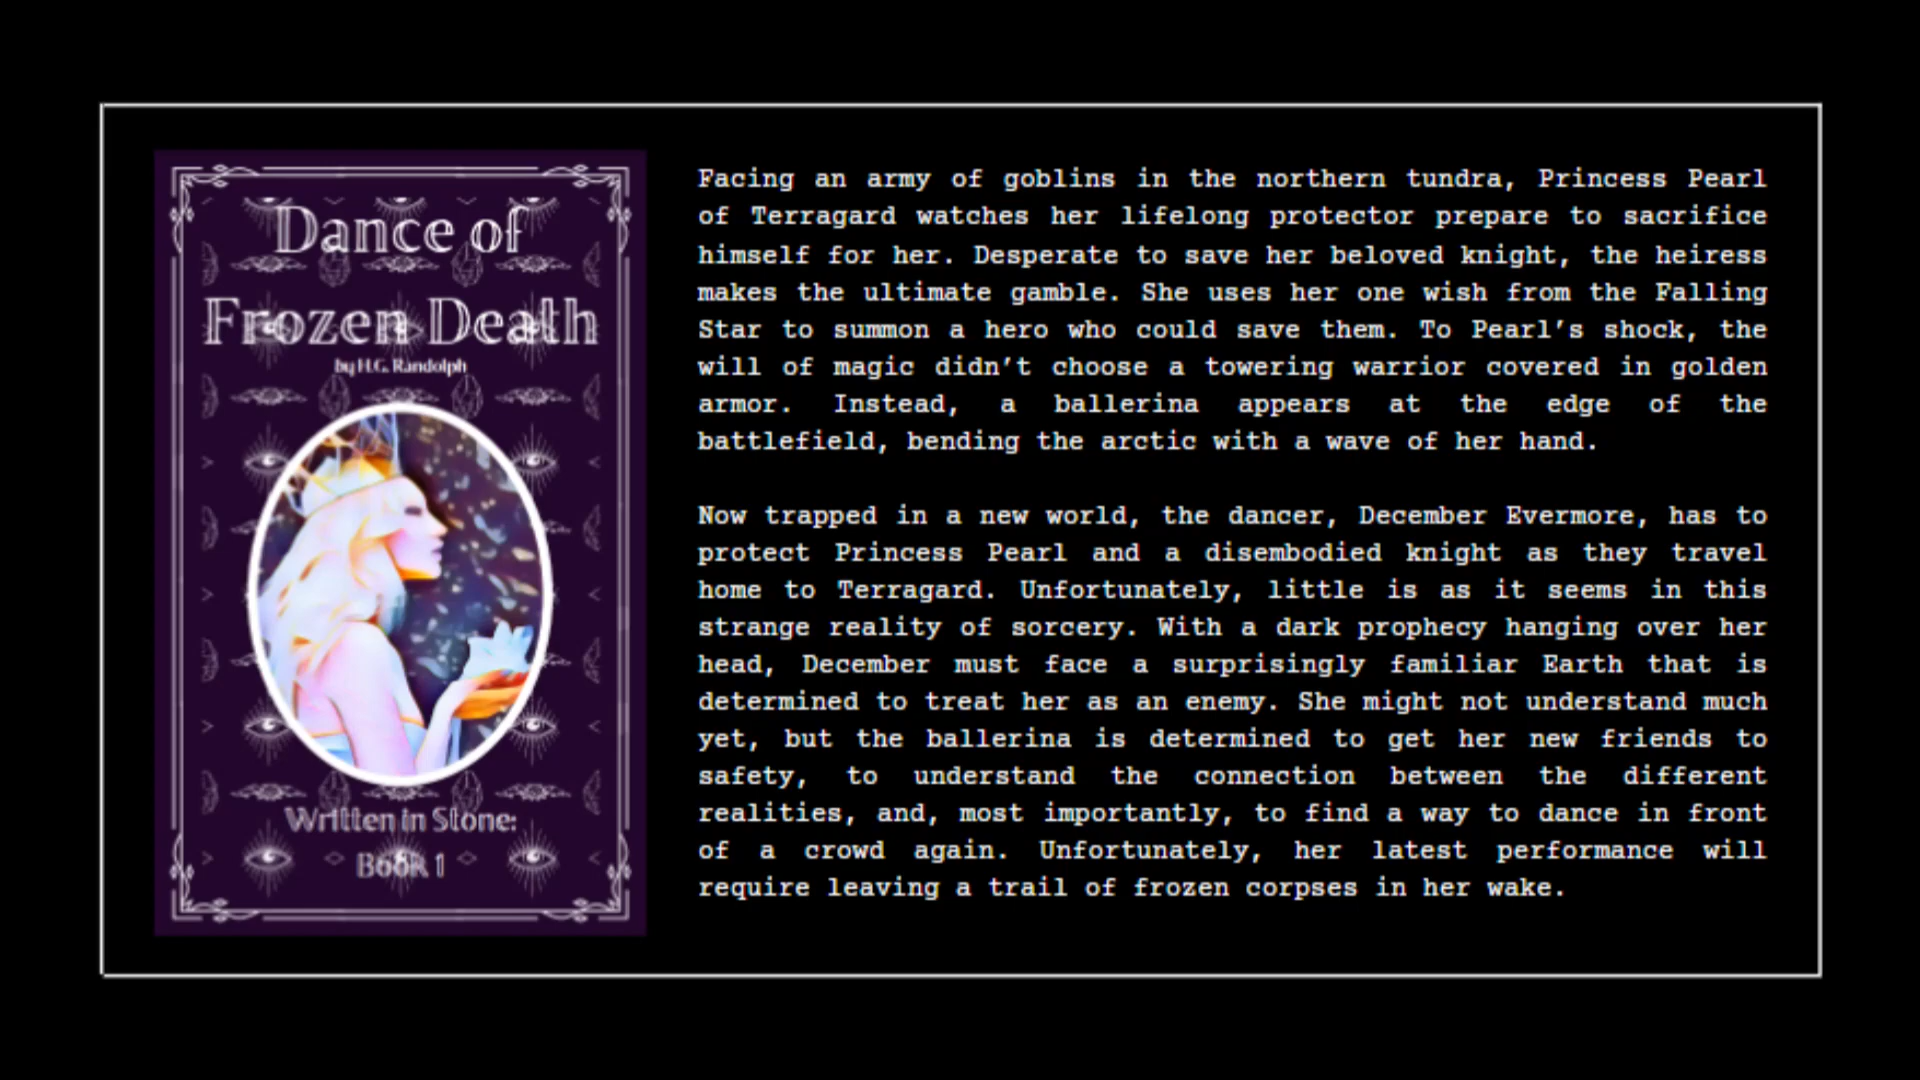 Dance of
Frozen Death
by H.G. Randolph
Written in Stone:
Book 1
Facing an army of goblins in the northern tundra, Princess Pearl
of Terragard watches her lifelong protector prepare to sacrifice
himself for her. Desperate to save her beloved knight, the heiress
makes the ultimate gamble. She uses her one wish from the Falling
Star to summon a hero who could save them. To Pearl’s shock, the
will of magic didn’t choose a towering warrior covered in golden
armor. Instead, a ballerina appears at the edge of the
battlefield, bending the arctic with a wave of her hand.
Now trapped in a new world, the dancer, December Evermore, has to
protect Princess Pearl and a disembodied knight as they travel
home to Terragard. Unfortunately, little is as it seems in this
strange reality of sorcery. With a dark prophecy hanging over her
head, December must face a surprisingly familiar Earth that is
determined to treat her as an enemy. She might not understand much
yet, but the ballerina is determined to get her new friends to
safety, to understand the connection between the different
realities, and, most importantly, to find a way to dance in front
of a crowd again. Unfortunately, her latest performance will
require leaving a trail of frozen corpses in her wake.